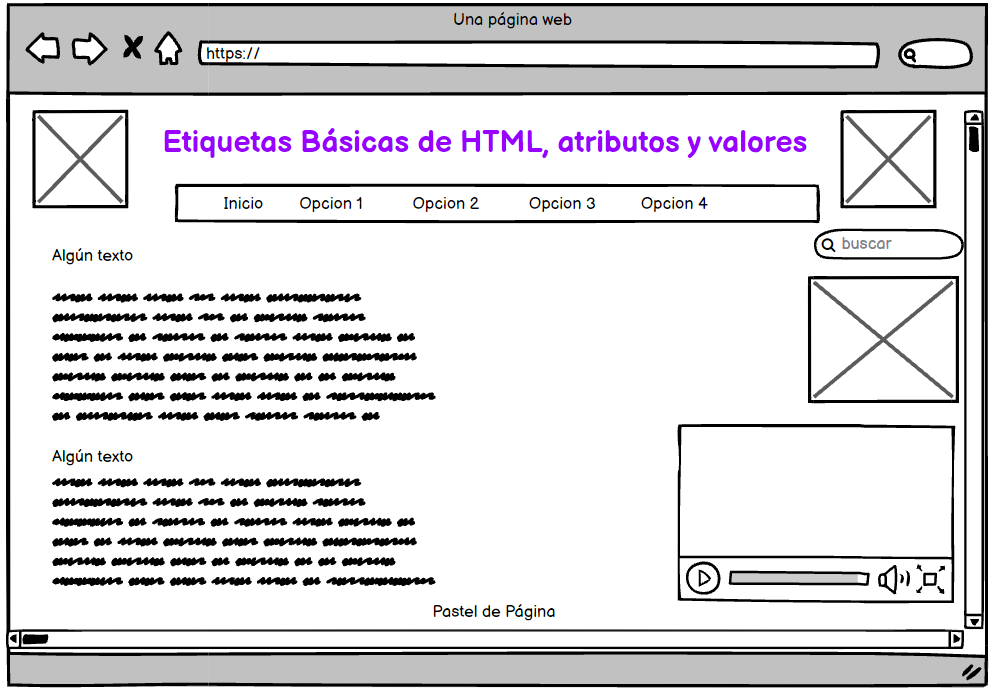 Una página web
https://
Etiquetas Básicas de HTML, atributos y valores
Inicio Opcion 1 Opcion 2 Opcion 3 Opcion 4
buscar
Algún texto
Algún texto
Pastel de Página